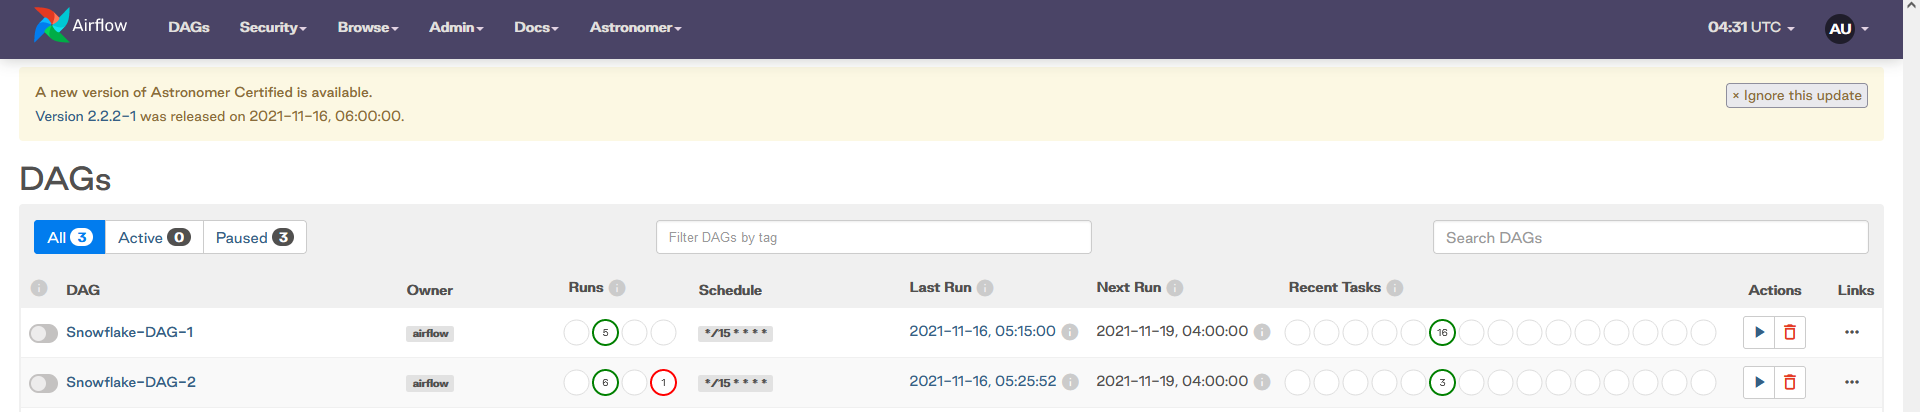 Airflow DAGs Security Browse Admin Docs Astronomer 04:31 UTC AU
A new version of Astronomer Certified is available.
× Ignore this update
Version 2.2.2-1 was released on 2021-11-16, 06:00:00.
DAGs
All 3 Active 0 Paused 3 Filter DAGs by tag Search DAGs
i DAG Owner Runs i Schedule Last Run i Next Run i Recent Tasks i Actions Links
Snowflake-DAG-1 airflow 5 */15 * * * * 2021-11-16, 05:15:00 i 2021-11-19, 04:00:00 i 16 ...
Snowflake-DAG-2 airflow 6 1 */15 * * * * 2021-11-16, 05:25:52 i 2021-11-19, 04:00:00 i 3 ...